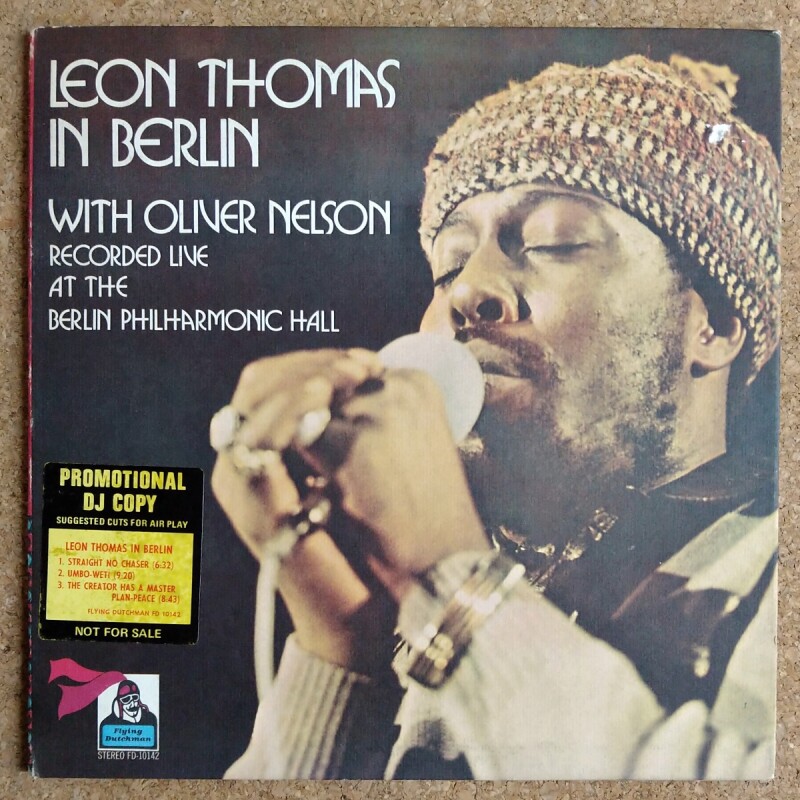 LEON THOMAS
IN BERLIN
WITH OLIVER NELSON
RECORDED LIVE
AT THE
BERLIN PHILHARMONIC HALL
PROMOTIONAL
DJ COPY
SUGGESTED CUTS FOR AIR PLAY
LEON THOMAS IN BERLIN
1. STRAIGHT NO CHASER (6:32)
2. UMBO-WETI (9:20)
3. THE CREATOR HAS A MASTER
PLAN-PEACE (8:43)
FLYING DUTCHMAN FD 10142
NOT FOR SALE
Flying
Dutchman
STEREO FD-10142